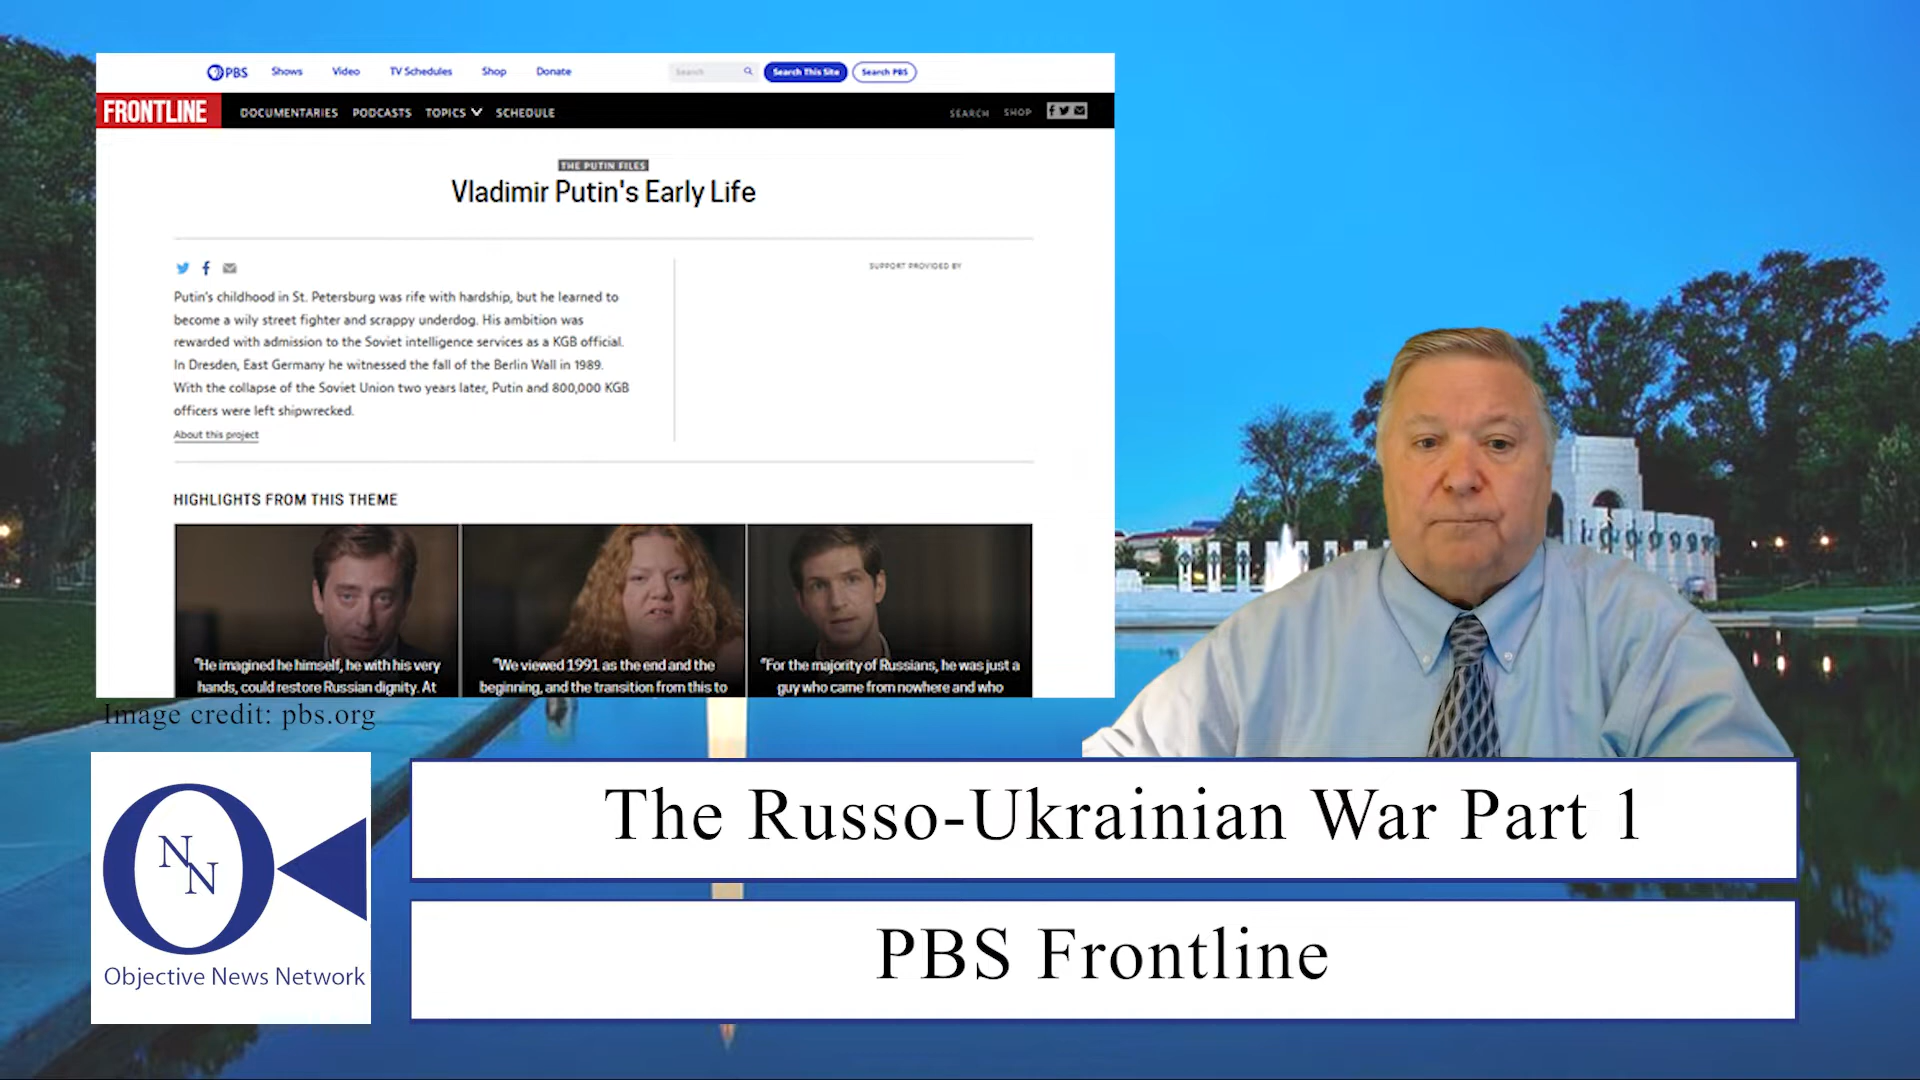 PBS Shows Video TV Schedules Shop Donate Search Search This Site Search PBS
FRONTLINE DOCUMENTARIES PODCASTS TOPICS SCHEDULE SEARCH SHOP
THE PUTIN FILES
Vladimir Putin's Early Life
SUPPORT PROVIDED BY
Putin's childhood in St. Petersburg was rife with hardship, but he learned to
become a wily street fighter and scrappy underdog. His ambition was
rewarded with admission to the Soviet intelligence services as a KGB official.
In Dresden, East Germany he witnessed the fall of the Berlin Wall in 1989.
With the collapse of the Soviet Union two years later, Putin and 800,000 KGB
officers were left shipwrecked.
About this project
HIGHLIGHTS FROM THIS THEME
"He imagined he himself, he with his very
hands, could restore Russian dignity. At
"We viewed 1991 as the end and the
beginning, and the transition from this to
"For the majority of Russians, he was just a
guy who came from nowhere and who
Image credit: pbs.org
O
N
N
Objective News Network
The Russo-Ukrainian War Part 1
PBS Frontline